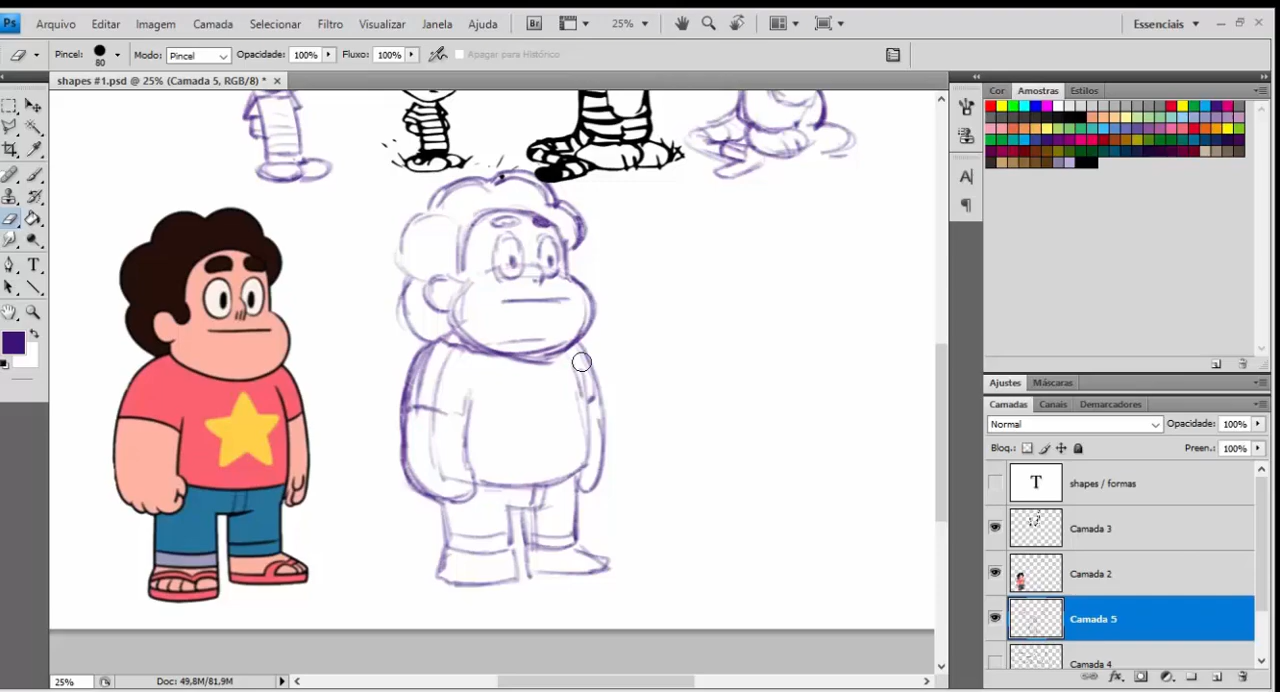 Ps Arquivo Editar Imagem Camada Selecionar Filtro Visualizar Janela Ajuda Br 25% Essenciais
Pincel: 80 Modo: Pincel Opacidade: 100% Fluxo: 100% Apagar para Histórico
shapes #1.psd @ 25% (Camada 5, RGB/8) *
Cor Amostras Estilos
A
T
Ajustes Máscaras
Camadas Canais Demarcadores
Normal Opacidade: 100%
Bloq.: Preen.: 100%
T shapes / formas
Camada 3
Camada 2
Camada 5
Camada 4
25% Doc: 49,8M/81,9M
fx